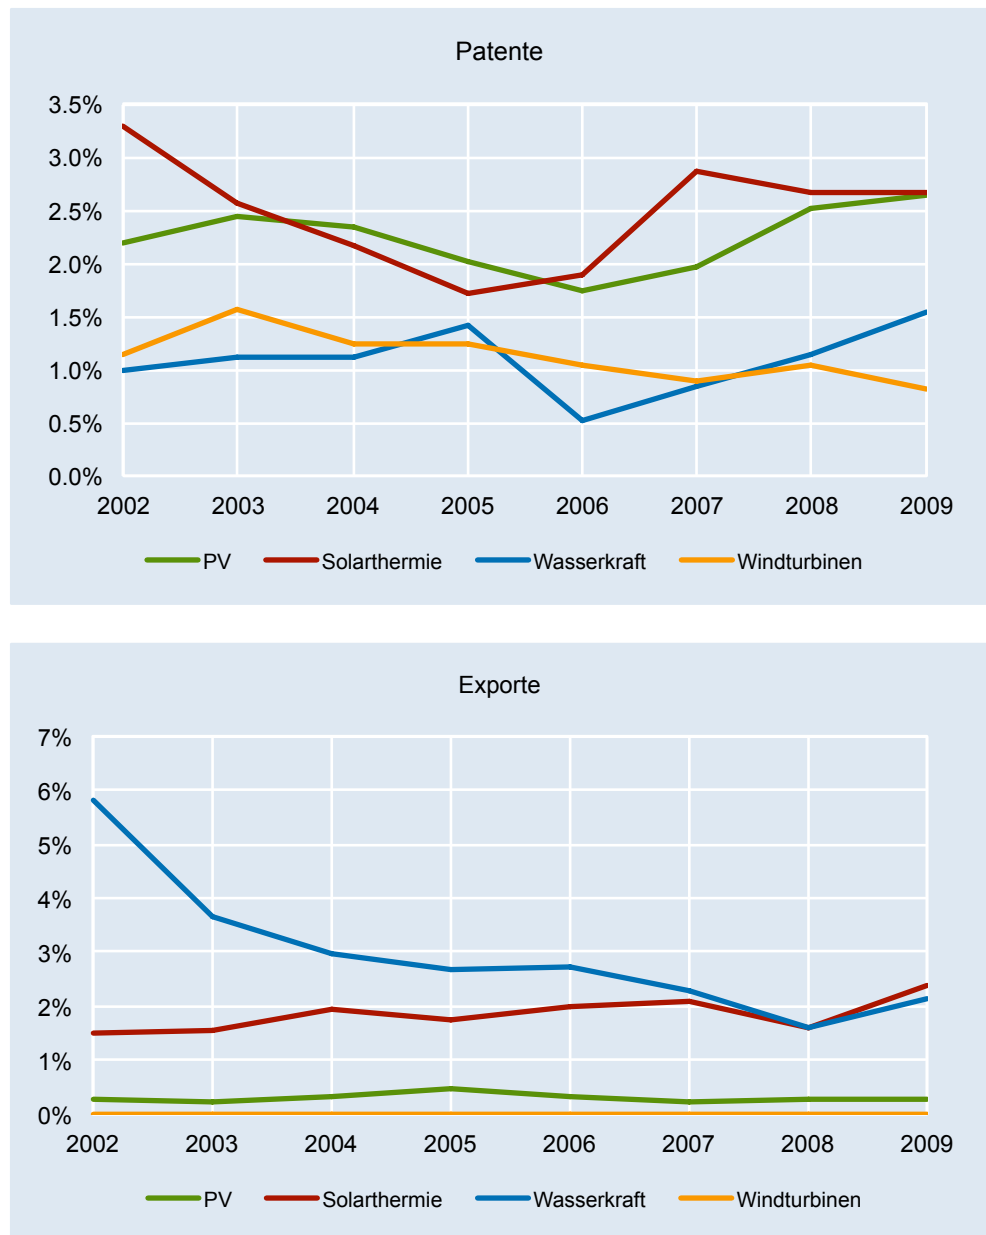 Patente
3.5%
3.0%
2.5%
2.0%
1.5%
1.0%
0.5%
0.0%
2002 2003 2004 2005 2006 2007 2008 2009
PV Solarthermie Wasserkraft Windturbinen
Exporte
7%
6%
5%
4%
3%
2%
1%
0%
2002 2003 2004 2005 2006 2007 2008 2009
PV Solarthermie Wasserkraft Windturbinen